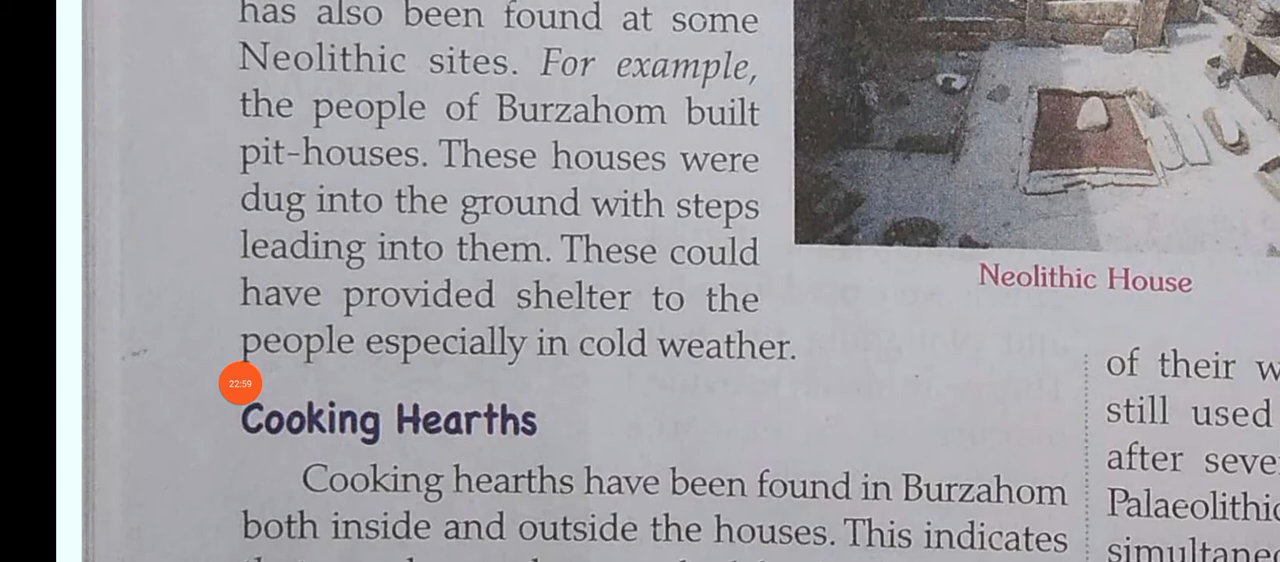 has also been found at some
Neolithic sites. For example,
the people of Burzahom built
pit-houses. These houses were
dug into the ground with steps
leading into them. These could
have provided shelter to the
people especially in cold weather.
22:59
Cooking Hearths
Cooking hearths have been found in Burzahom
both inside and outside the houses. This indicates
Neolithic House
of their
still used
after
simultane